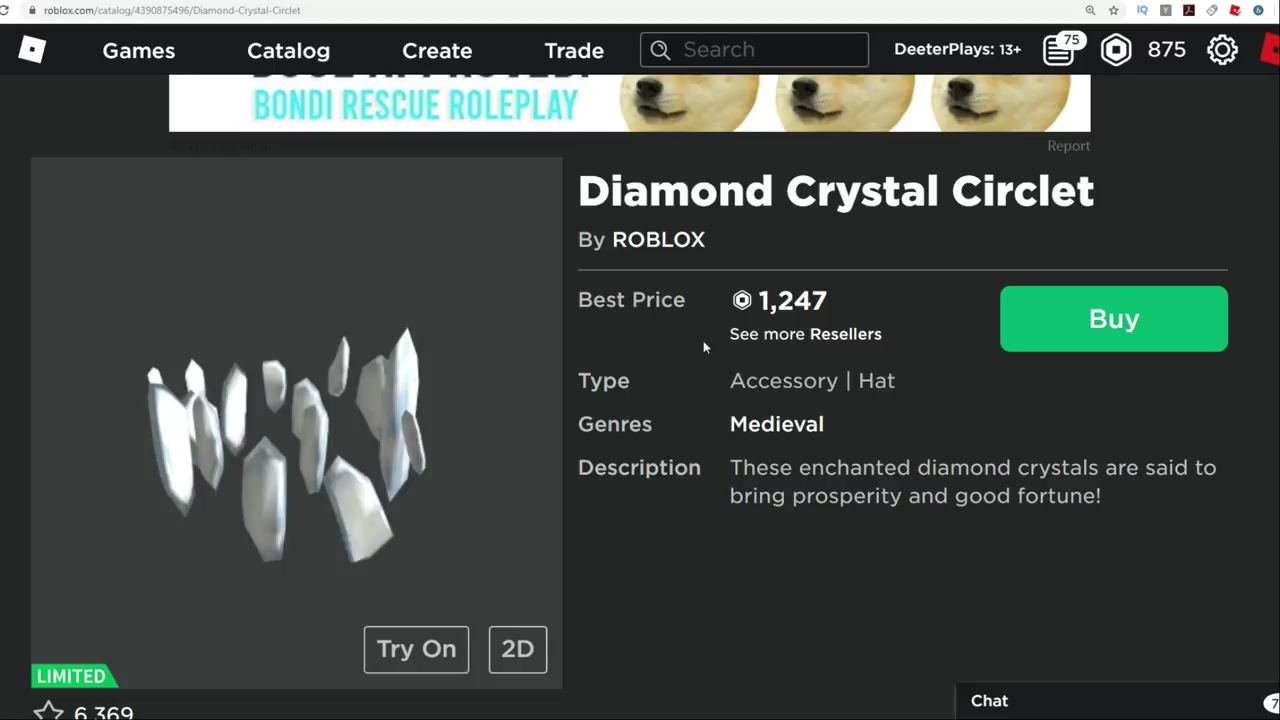 roblox.com/catalog/4390875496/Diamond-Crystal-Circlet
Games Catalog Create Trade Search DeeterPlays: 13+ 75 875
BONDI RESCUE ROLEPLAY
Report
Diamond Crystal Circlet
By ROBLOX
Best Price 1,247 Buy
See more Resellers
Type Accessory | Hat
Genres Medieval
Description These enchanted diamond crystals are said to
bring prosperity and good fortune!
Try On 2D
LIMITED
6,369
Chat